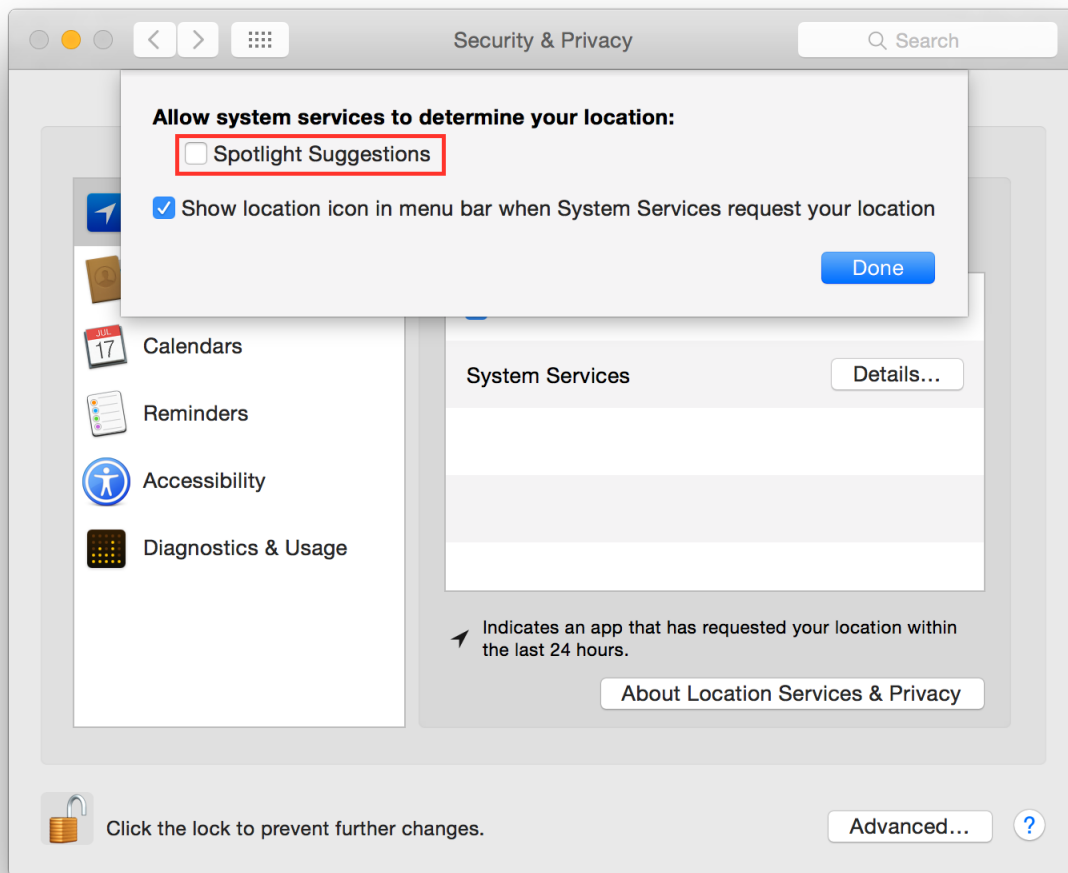 Security & Privacy
Search
Allow system services to determine your location:
Spotlight Suggestions
Show location icon in menu bar when System Services request your location
Done
JUL
17
Calendars
System Services
Details...
Reminders
Accessibility
Diagnostics & Usage
Indicates an app that has requested your location within
the last 24 hours.
About Location Services & Privacy
Click the lock to prevent further changes.
Advanced...
?